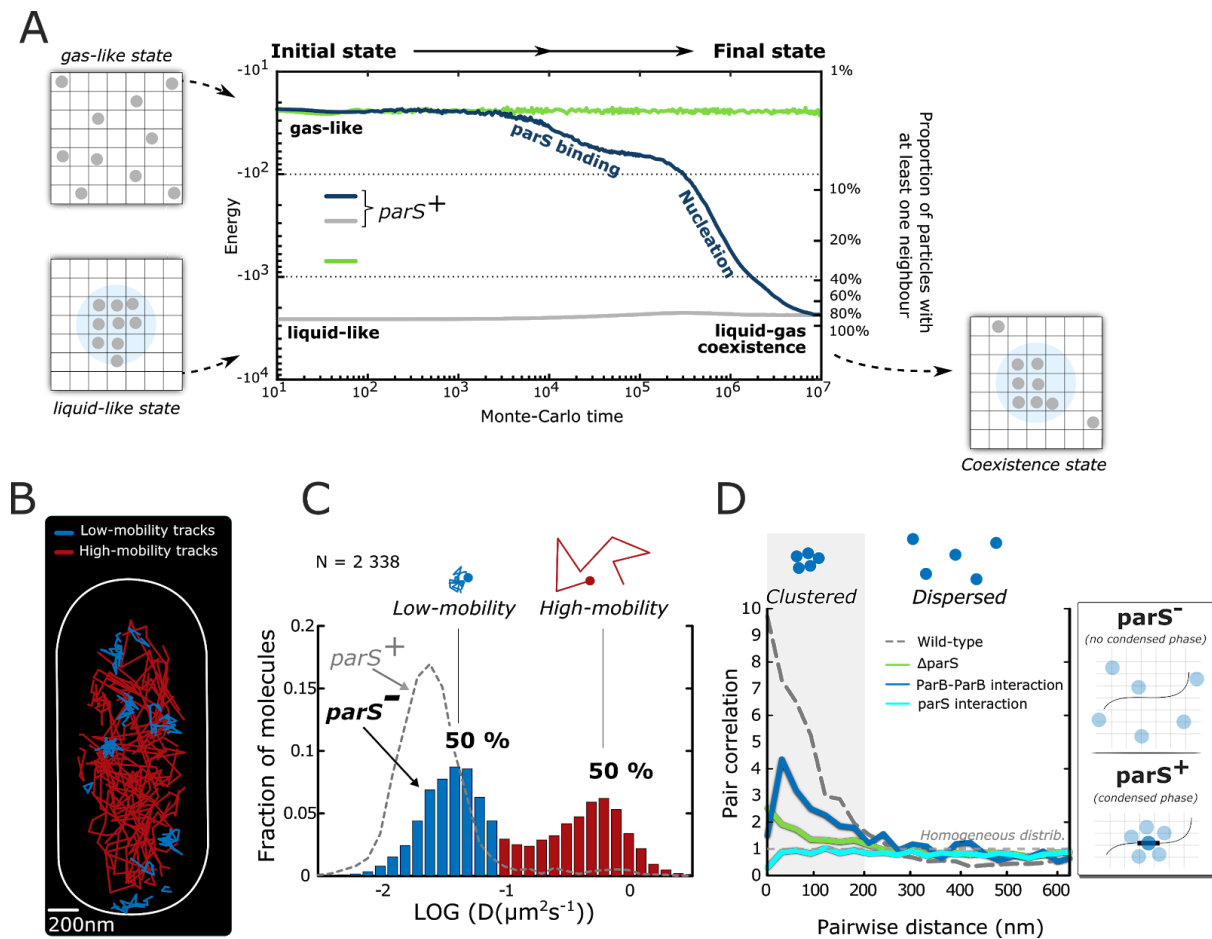 A
gas-like state
liquid-like state
Initial state
Final state
Energy
-10¹
-10²
-10³
-10⁴
gas-like
parS binding
Nucleation
parS+
liquid-like
liquid-gas
coexistence
10¹
10²
10³
10⁴
10⁵
10⁶
10⁷
Monte-Carlo time
1%
10%
20%
40%
60%
80%
100%
Proportion of particles with
at least one neighbour
Coexistence state
B
Low-mobility tracks
High-mobility tracks
200nm
C
N = 2 338
Low-mobility
High-mobility
Fraction of molecules
0.2
0.15
0.1
0.05
0
parS+
parS-
50 %
50 %
-2
-1
0
LOG (D(μm²s⁻¹))
D
Clustered
Dispersed
Pair correlation
10
9
8
7
6
5
4
3
2
1
0
Wild-type
ΔparS
ParB-ParB interaction
parS interaction
Homogeneous distrib.
0
100
200
300
400
500
600
Pairwise distance (nm)
parS-
(no condensed phase)
parS+
(condensed phase)